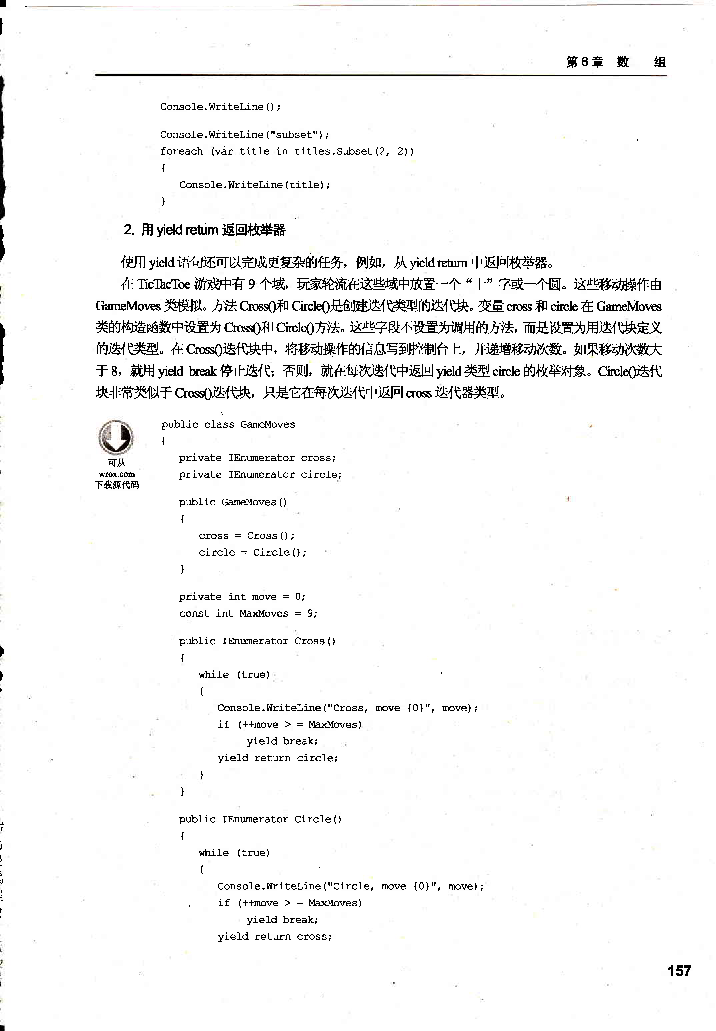 第6章 数 组
Console.WriteLine();
Console.WriteLine("subset");
foreach (var title in titles.Subset(2, 2))
{
Console.WriteLine(title);
}
2. 用 yield return 返回枚举器
使用 yield 语句还可以完成更复杂的任务，例如，从 yield return 中返回枚举器。
在 TicTacToe 游戏中有 9 个域，玩家轮流在这些域中放置一个“十”字或一个圆。这些移动操作由
GameMoves 类模拟。方法 Cross()和 Circle()是创建迭代类型的迭代块。变量 cross 和 circle 在 GameMoves
类的构造函数中设置为 Cross()和 Circle()方法。这些字段不设置为调用的方法，而是设置为用迭代块定义
的迭代类型。在 Cross()迭代块中，将移动操作的信息写到控制台上，并递增移动次数。如果移动次数大
于 8，就用 yield break 停止迭代；否则，就在每次迭代中返回 yield 类型 circle 的枚举对象。Circle()迭代
块非常类似于 Cross()迭代块，只是它在每次迭代中返回 cross 迭代器类型。
可从
wrox.com
下载源代码
public class GameMoves
{
private IEnumerator cross;
private IEnumerator circle;
public GameMoves()
{
cross = Cross();
circle = Circle();
}
private int move = 0;
const int MaxMoves = 9;
public IEnumerator Cross()
{
while (true)
{
Console.WriteLine("Cross, move {0}", move);
if (++move > = MaxMoves)
yield break;
yield return circle;
}
}
public IEnumerator Circle()
{
while (true)
{
Console.WriteLine("Circle, move {0}", move);
if (++move > = MaxMoves)
yield break;
yield return cross;
157